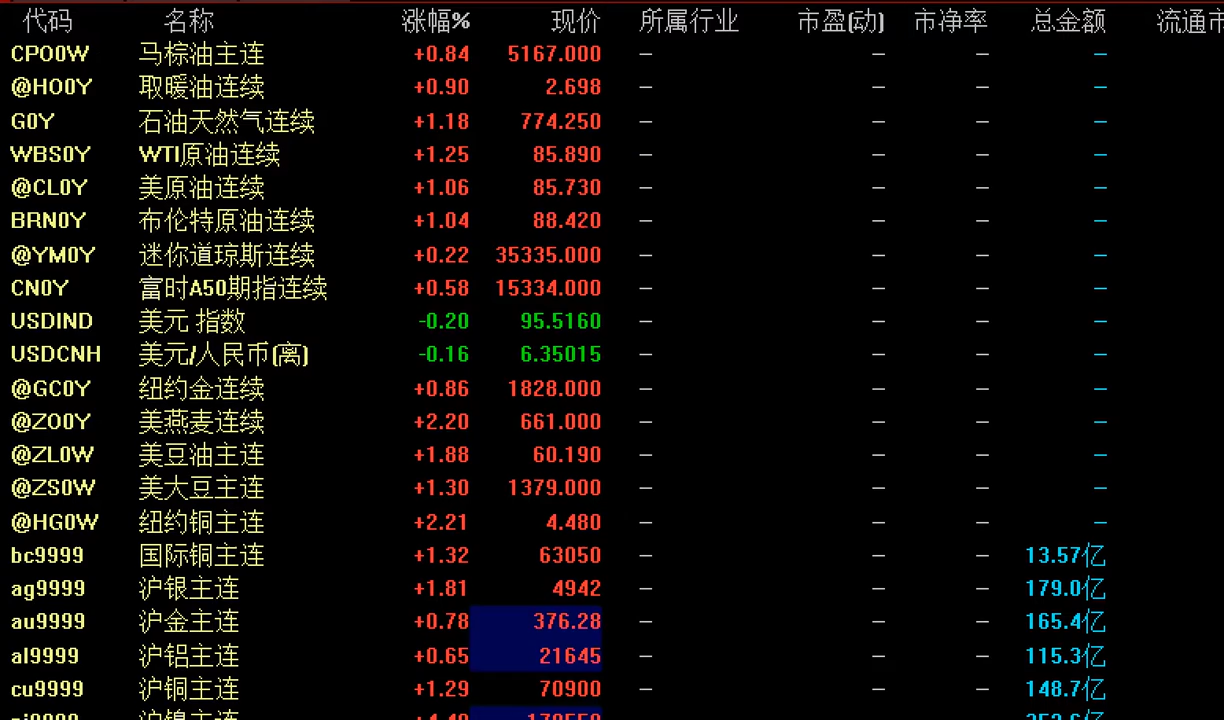 代码 名称 涨幅% 现价 所属行业 市盈(动) 市净率 总金额 流通市
CPO0W 马棕油主连 +0.84 5167.000 — — — —
@HO0Y 取暖油连续 +0.90 2.698 — — — —
G0Y 石油天然气连续 +1.18 774.250 — — — —
WBS0Y WTI原油连续 +1.25 85.890 — — — —
@CL0Y 美原油连续 +1.06 85.730 — — — —
BRN0Y 布伦特原油连续 +1.04 88.420 — — — —
@YM0Y 迷你道琼斯连续 +0.22 35335.000 — — — —
CN0Y 富时A50期指连续 +0.58 15334.000 — — — —
USDIND 美元 指数 -0.20 95.5160 — — — —
USDCNH 美元/人民币(离) -0.16 6.35015 — — — —
@GC0Y 纽约金连续 +0.86 1828.000 — — — —
@ZO0Y 美燕麦连续 +2.20 661.000 — — — —
@ZL0W 美豆油主连 +1.88 60.190 — — — —
@ZS0W 美大豆主连 +1.30 1379.000 — — — —
@HG0W 纽约铜主连 +2.21 4.480 — — — —
bc9999 国际铜主连 +1.32 63050 — — — 13.57亿
ag9999 沪银主连 +1.81 4942 — — — 179.0亿
au9999 沪金主连 +0.78 376.28 — — — 165.4亿
al9999 沪铝主连 +0.65 21645 — — — 115.3亿
cu9999 沪铜主连 +1.29 70900 — — — 148.7亿